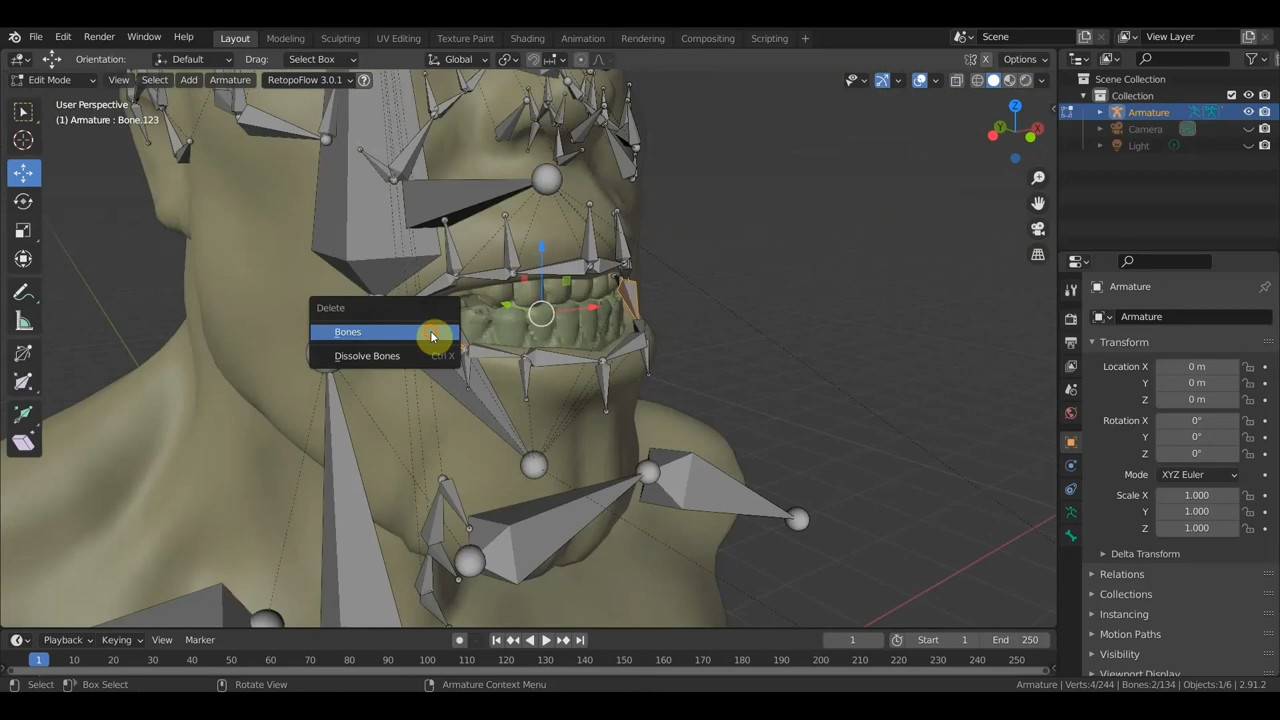 File Edit Render Window Help Layout Modeling Sculpting UV Editing Texture Paint Shading Animation Rendering Compositing Scripting + Scene View Layer
Orientation: Default Drag: Select Box Global Options
Edit Mode View Select Add Armature RetopoFlow 3.0.1
User Perspective
(1) Armature : Bone.123
Z
Y
X
Delete
Bones
Dissolve Bones Ctrl X
Scene Collection
Collection
Armature
Camera
Light
Armature
Armature
Transform
Location X 0 m
Y 0 m
Z 0 m
Rotation X 0°
Y 0°
Z 0°
Mode XYZ Euler
Scale X 1.000
Y 1.000
Z 1.000
Delta Transform
Relations
Collections
Instancing
Motion Paths
Visibility
Viewport Display
Playback Keying View Marker 1 Start 1 End 250
1 10 20 30 40 50 60 70 80 90 100 110 120 130 140 150 160 170 180 190 200 210 220 230 240 250
Select Box Select Rotate View Armature Context Menu Armature | Verts:4/244 | Bones:2/134 | Objects:1/6 | 2.91.2